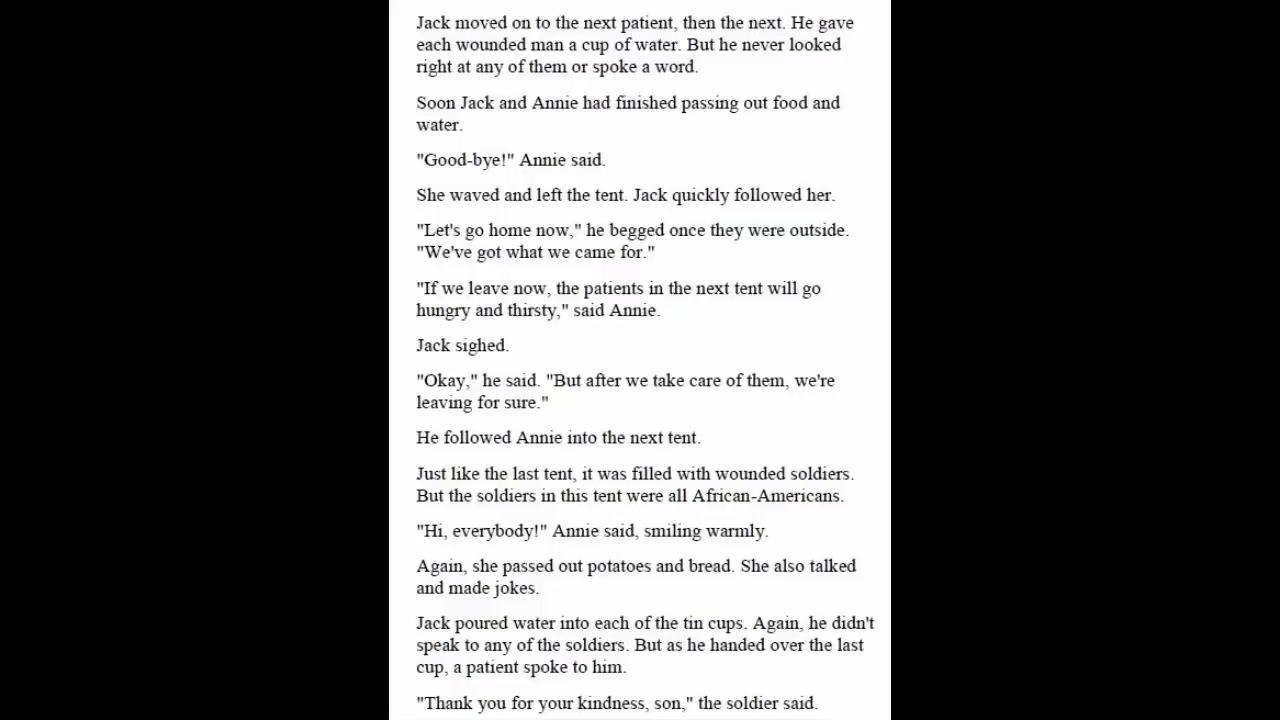 Jack moved on to the next patient, then the next. He gave
each wounded man a cup of water. But he never looked
right at any of them or spoke a word.
Soon Jack and Annie had finished passing out food and
water.
"Good-bye!" Annie said.
She waved and left the tent. Jack quickly followed her.
"Let's go home now," he begged once they were outside.
"We've got what we came for."
"If we leave now, the patients in the next tent will go
hungry and thirsty," said Annie.
Jack sighed.
"Okay," he said. "But after we take care of them, we're
leaving for sure."
He followed Annie into the next tent.
Just like the last tent, it was filled with wounded soldiers.
But the soldiers in this tent were all African-Americans.
"Hi, everybody!" Annie said, smiling warmly.
Again, she passed out potatoes and bread. She also talked
and made jokes.
Jack poured water into each of the tin cups. Again, he didn't
speak to any of the soldiers. But as he handed over the last
cup, a patient spoke to him.
"Thank you for your kindness, son," the soldier said.